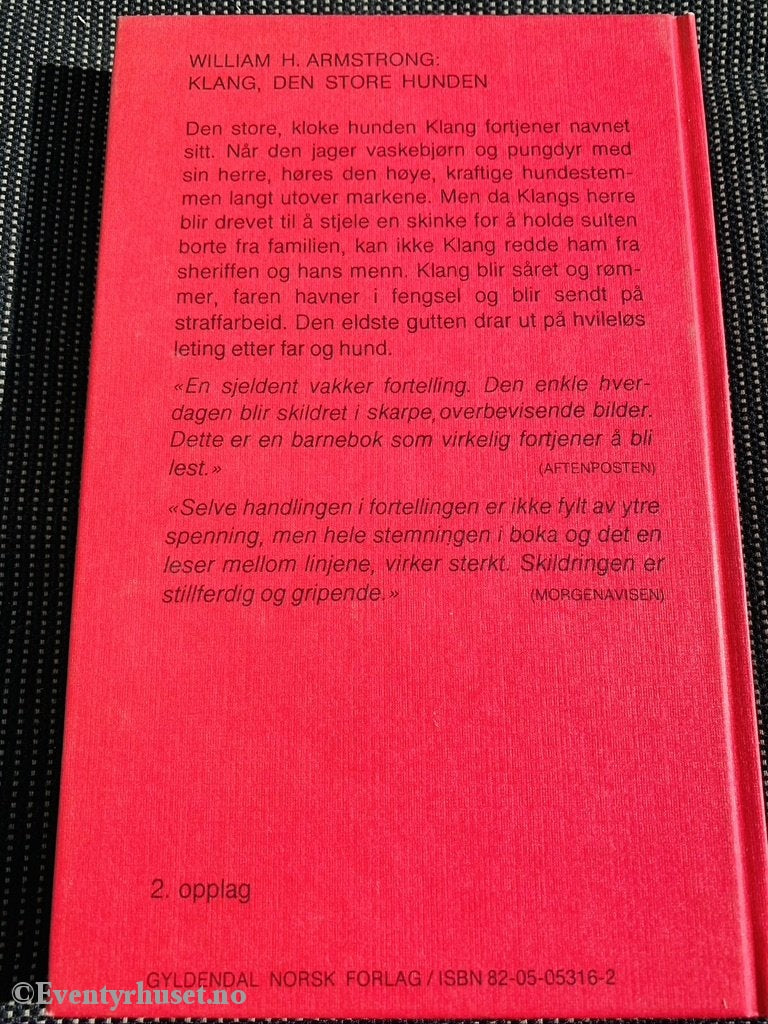 WILLIAM H. ARMSTRONG:
KLANG, DEN STORE HUNDEN
Den store, kloke hunden Klang fortjener navnet
sitt. Når den jager vaskebjørn og pungdyr med
sin herre, høres den høye, kraftige hundestem-
men langt utover markene. Men da Klangs herre
blir drevet til å stjele en skinke for å holde sulten
borte fra familien, kan ikke Klang redde ham fra
sheriffen og hans menn. Klang blir såret og røm-
mer, faren havner i fengsel og blir sendt på
straffarbeid. Den eldste gutten drar ut på hvileløs
leting etter far og hund.
«En sjeldent vakker fortelling. Den enkle hver-
dagen blir skildret i skarpe, overbevisende bilder.
Dette er en barnebok som virkelig fortjener å bli
lest.» (AFTENPOSTEN)
«Selve handlingen i fortellingen er ikke fylt av ytre
spenning, men hele stemningen i boka og det en
leser mellom linjene, virker sterkt. Skildringen er
stillferdig og gripende.» (MORGENAVISEN)
2. opplag
GYLDENDAL NORSK FORLAG / ISBN 82-05-05316-2
©Eventyrhuset.no